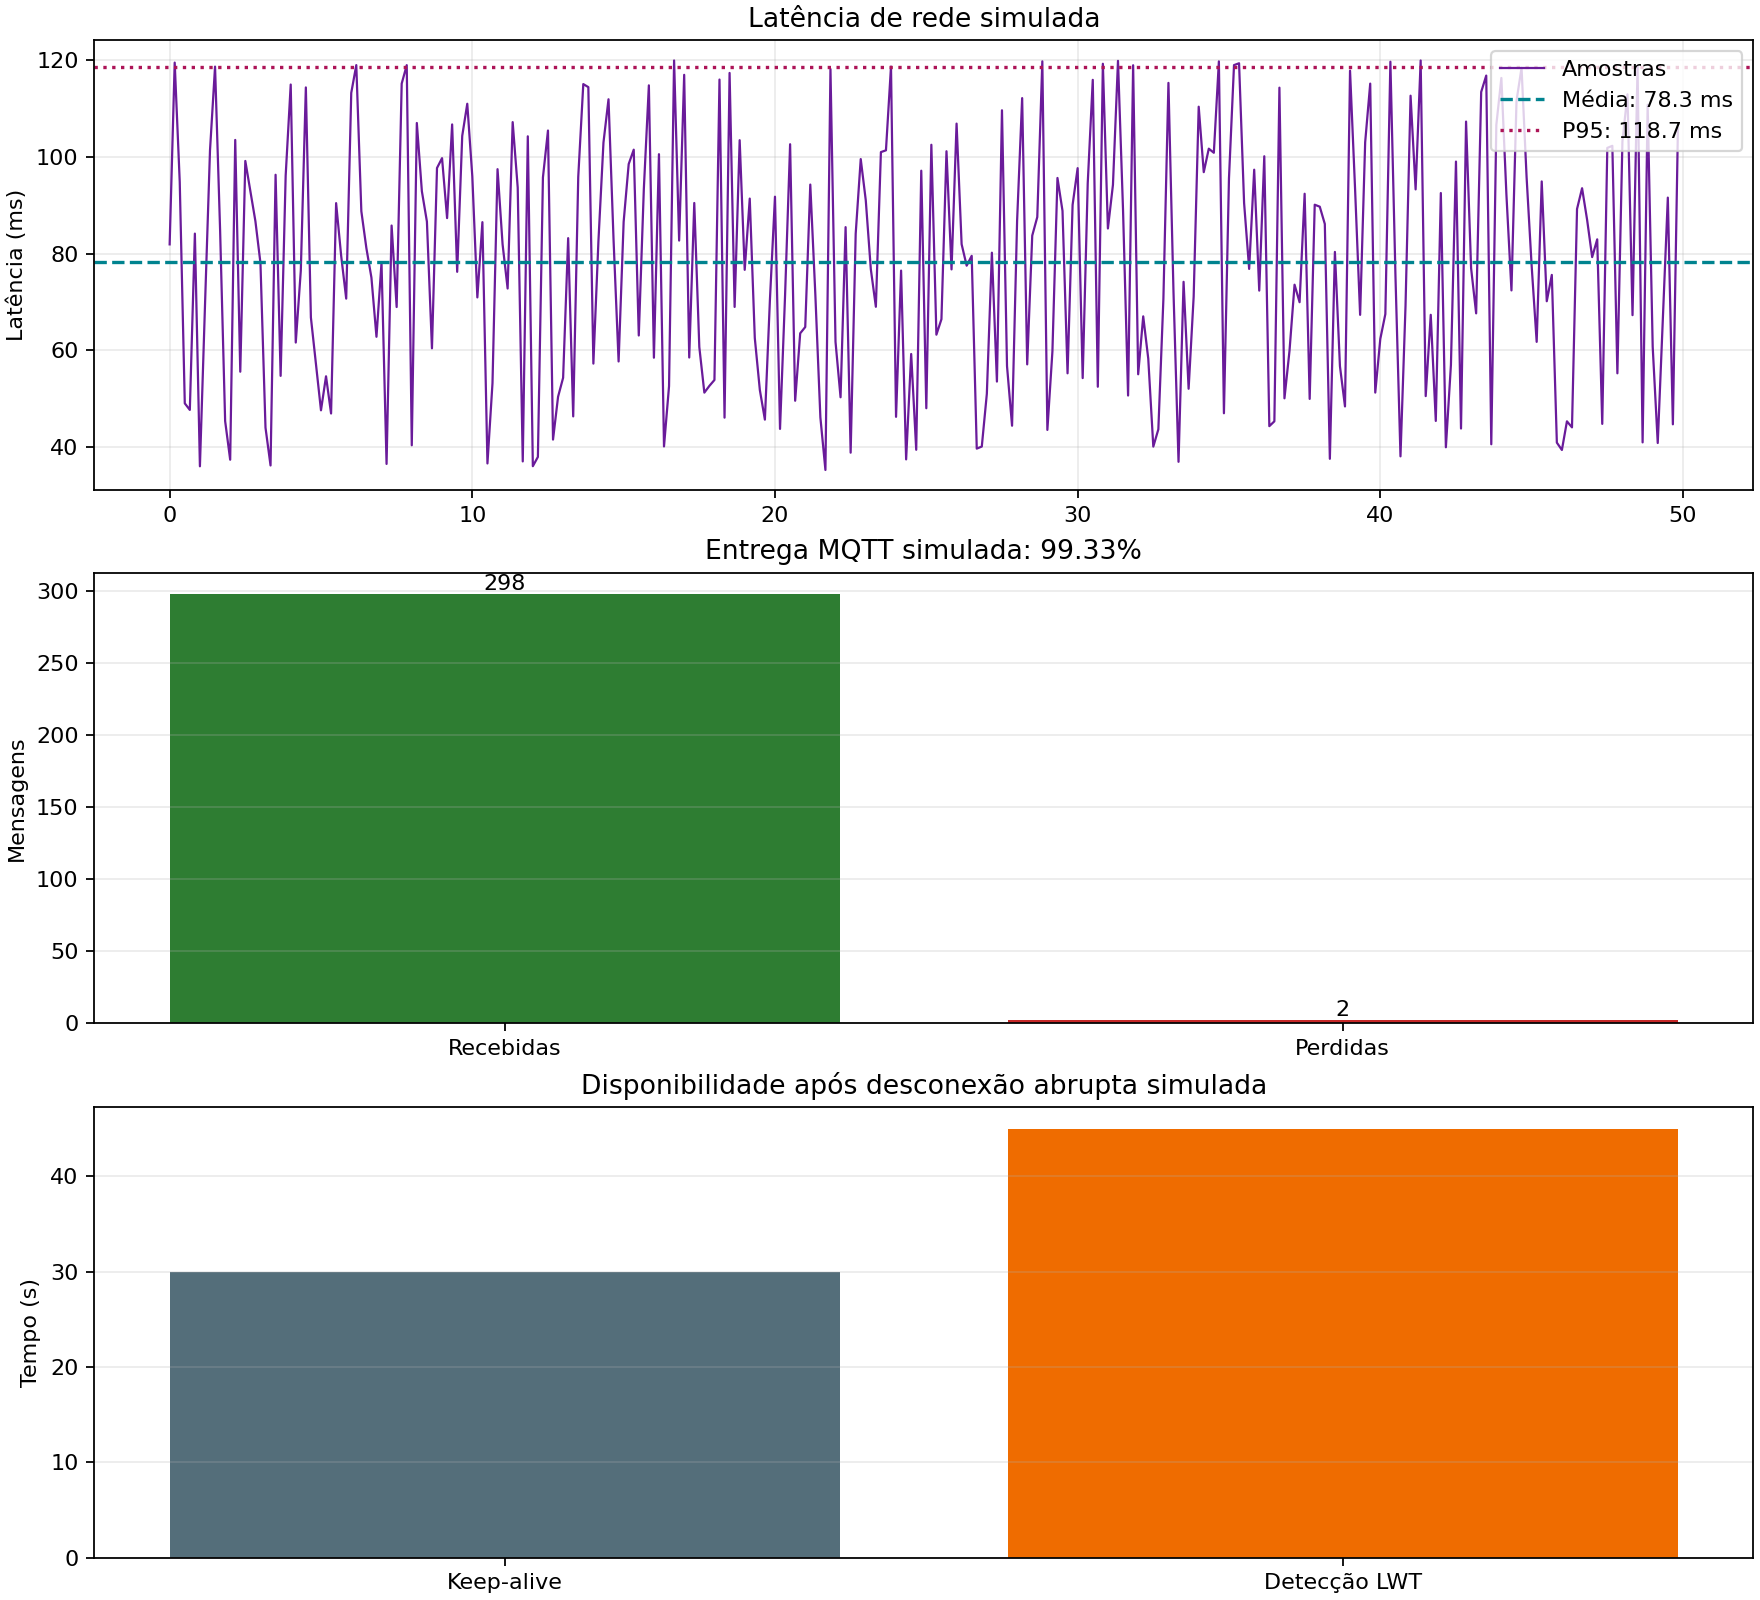 Latência de rede simulada
Latência (ms)
120
100
80
60
40
Amostras
Média: 78.3 ms
P95: 118.7 ms
0 10 20 30 40 50
Entrega MQTT simulada: 99.33%
Mensagens
300
250
200
150
100
50
0
298
2
Recebidas Perdidas
Disponibilidade após desconexão abrupta simulada
Tempo (s)
40
30
20
10
0
Keep-alive Detecção LWT